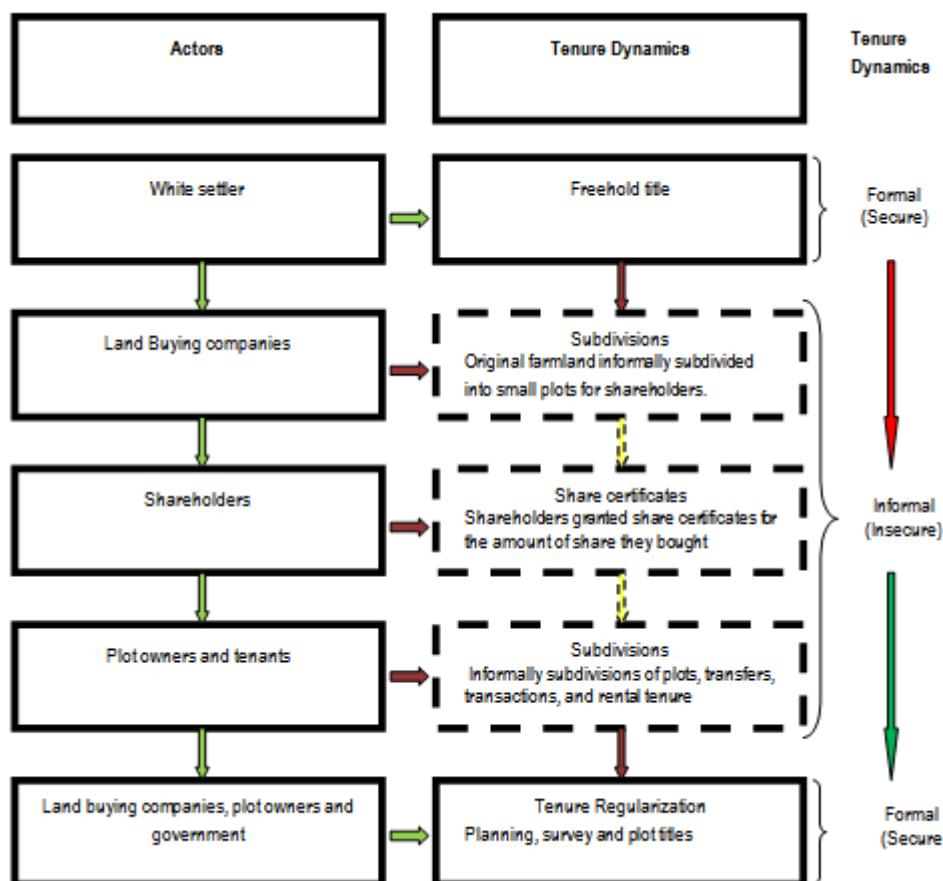 Actors
Tenure Dynamics
Tenure
Dynamics
White settler
Freehold title
Formal
(Secure)
Land Buying companies
Subdivisions
Original farmland informally subdivided
into small plots for shareholders.
Shareholders
Share certificates
Shareholders granted share certificates for
the amount of share they bought
Informal
(Insecure)
Plot owners and tenants
Subdivisions
Informally subdivisions of plots, transfers,
transactions, and rental tenure
Land buying companies, plot owners and
government
Tenure Regularization
Planning, survey and plot titles
Formal
(Secure